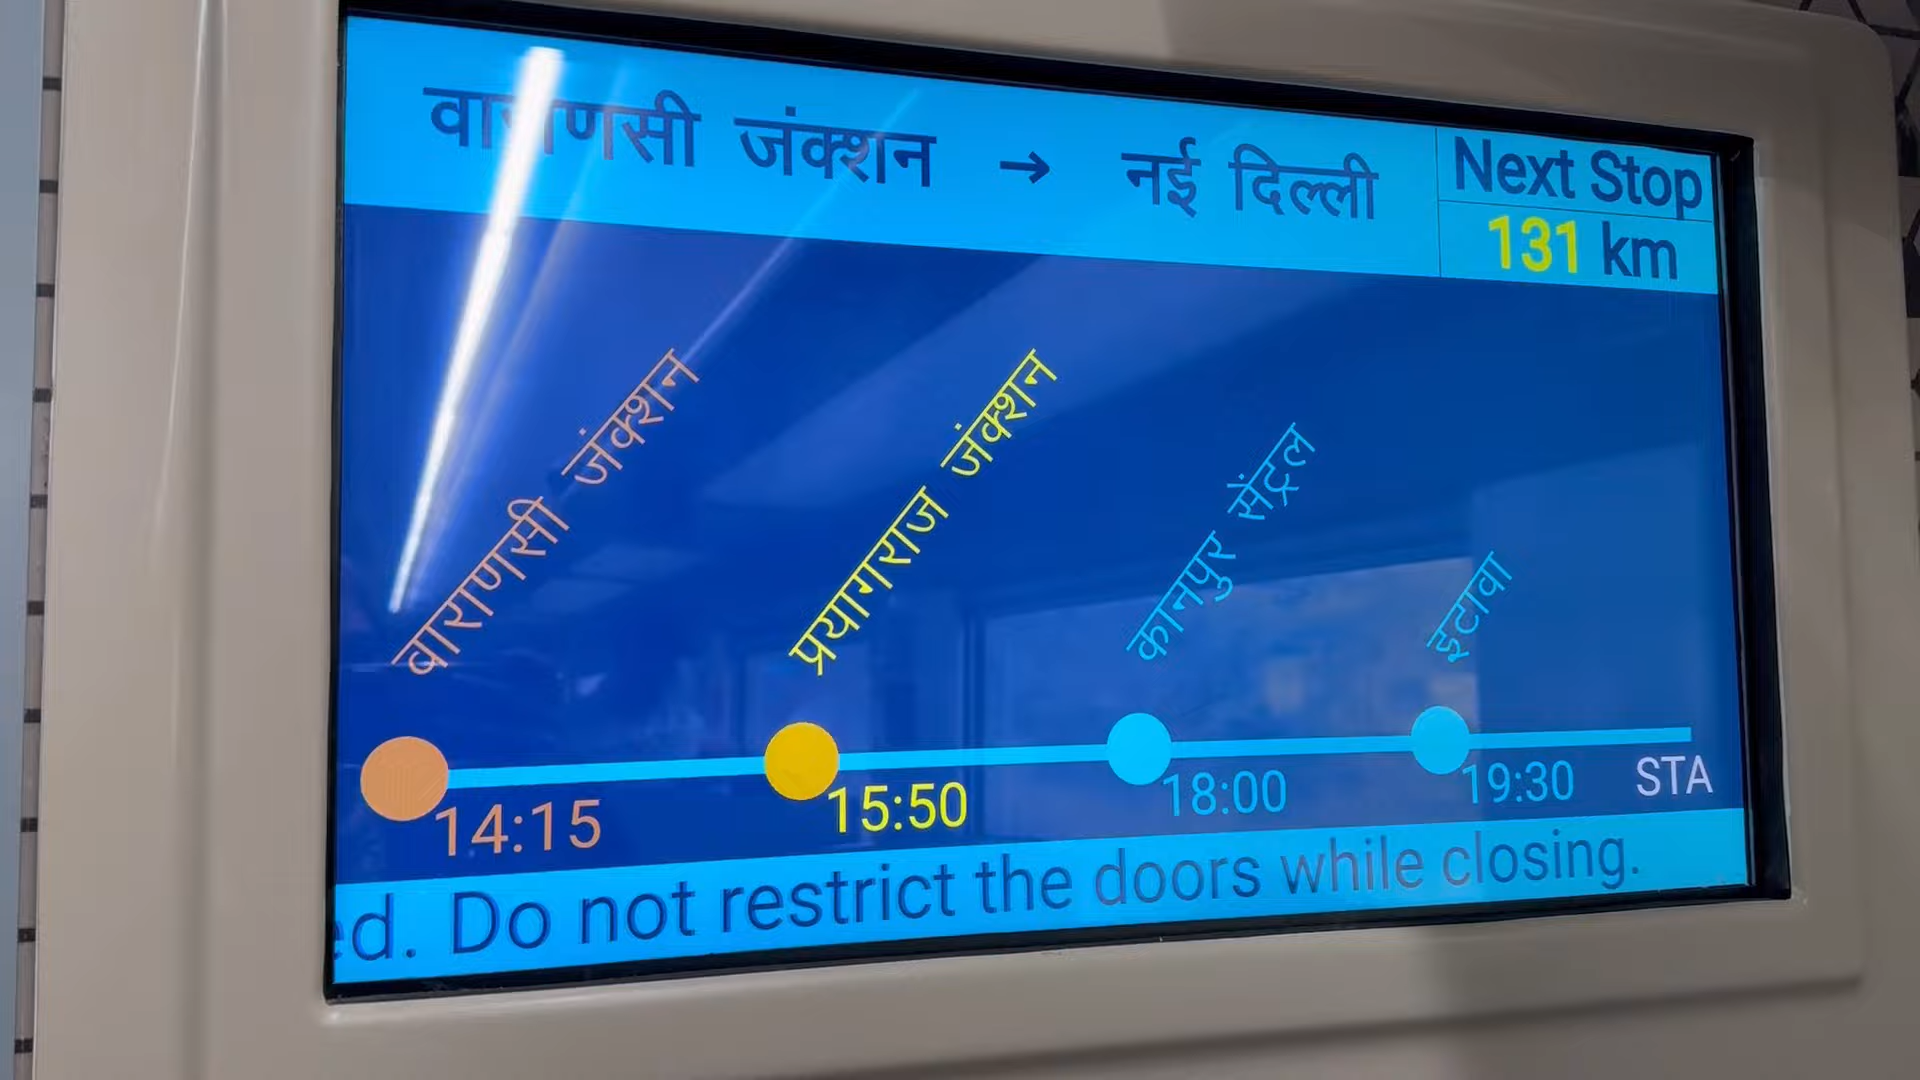 वाराणसी जंक्शन → नई दिल्ली
Next Stop
131 km
वाराणसी जंक्शन
प्रयागराज जंक्शन
कानपुर सेंट्रल
इटावा
14:15
15:50
18:00
19:30
STA
ed. Do not restrict the doors while closing.